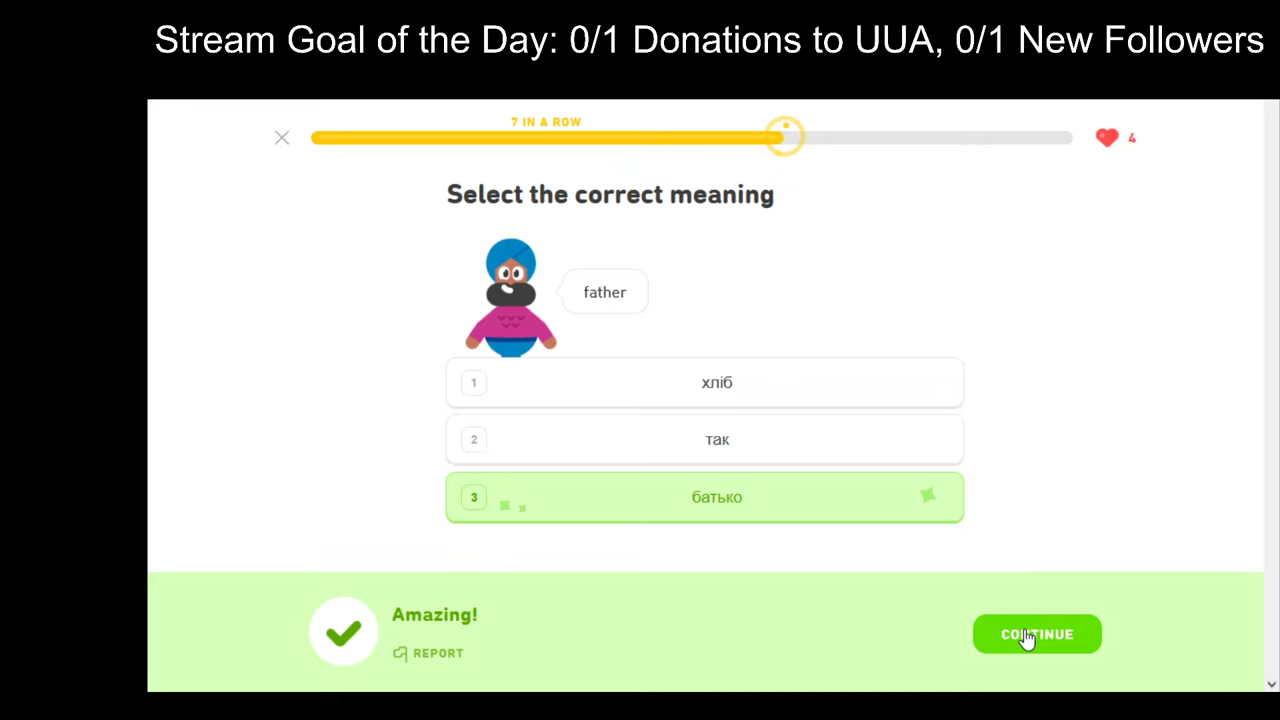 Stream Goal of the Day: 0/1 Donations to UUA, 0/1 New Followers
7 IN A ROW
4
Select the correct meaning
father
1 хліб
2 так
3 батько
Amazing!
REPORT
CONTINUE